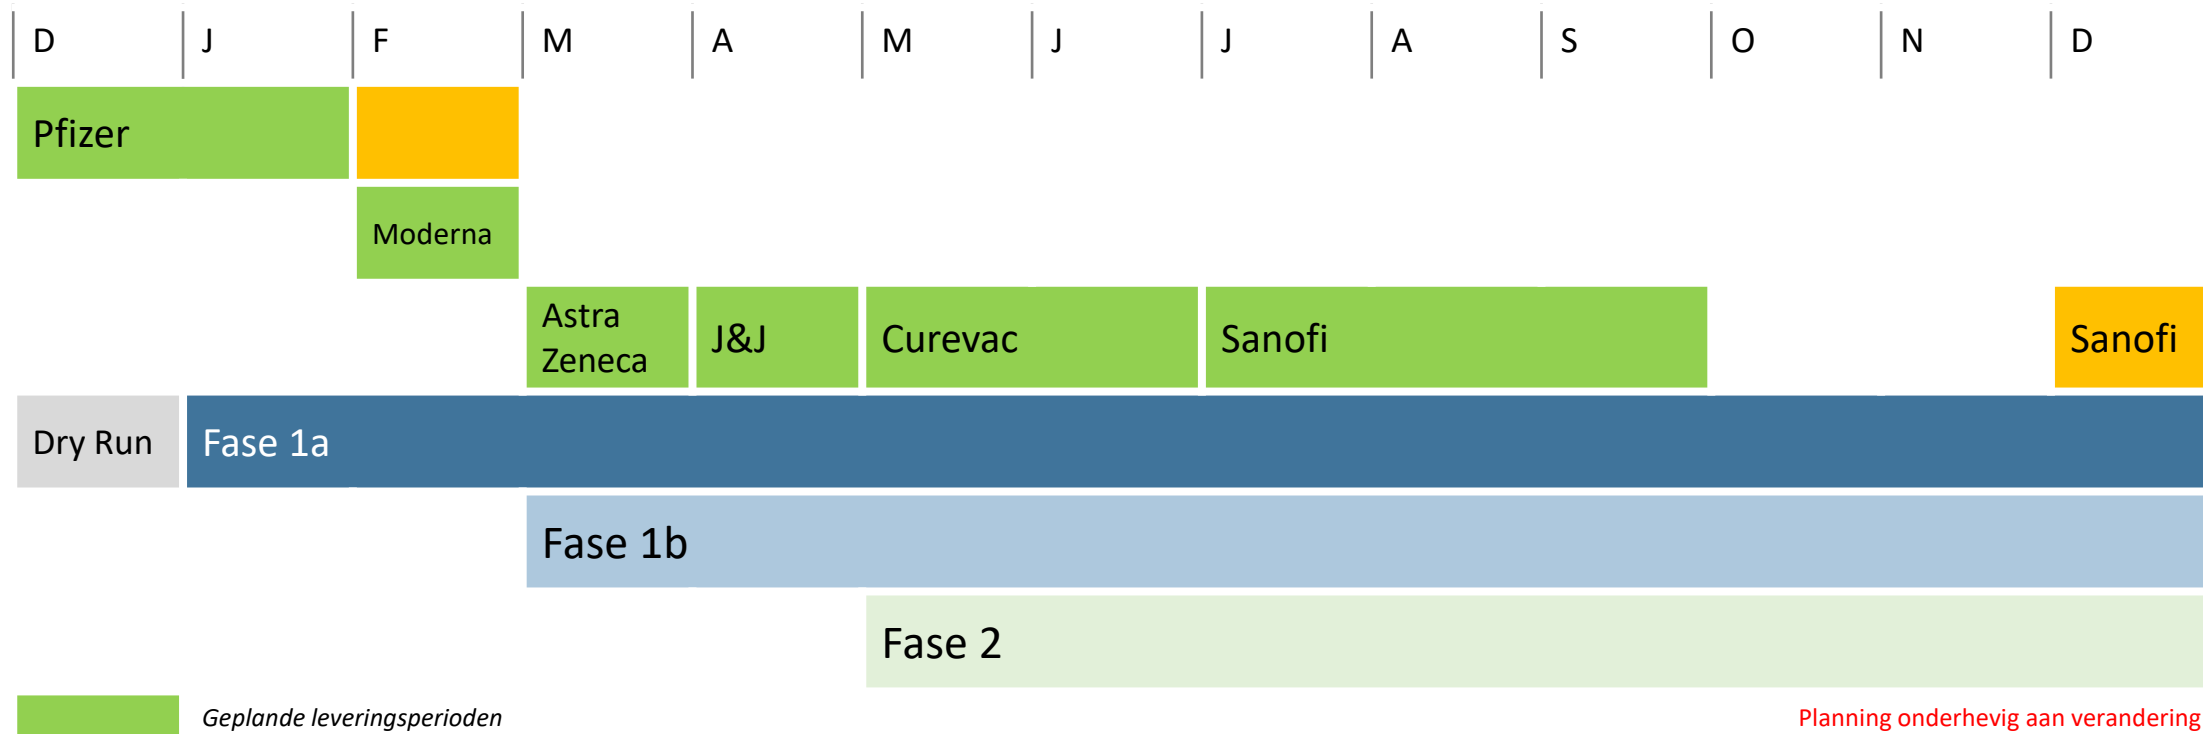 D J F M A M J J A S O N D
Pfizer
Moderna
Astra
Zeneca
J&J
Curevac
Sanofi
Sanofi
Dry Run
Fase 1a
Fase 1b
Fase 2
Geplande leveringsperioden
Planning onderhevig aan verandering